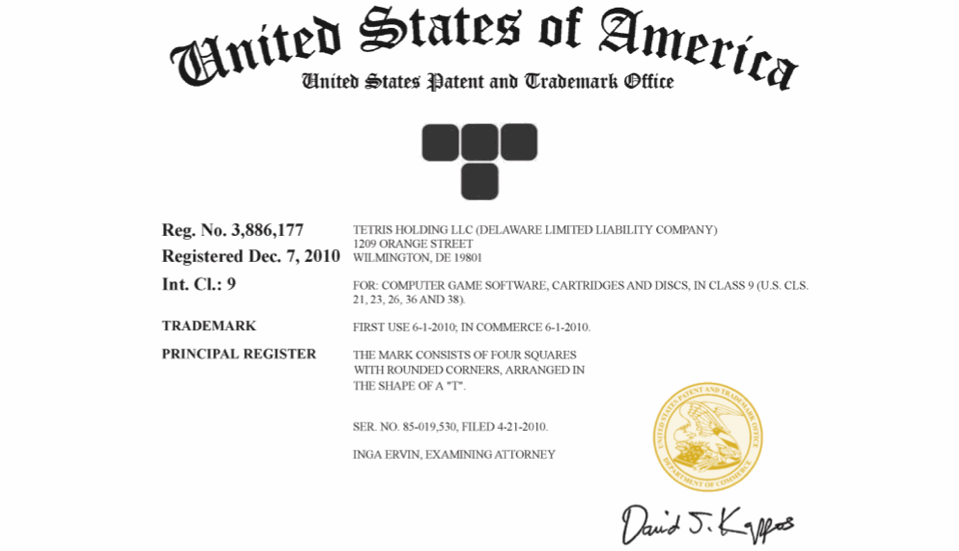 United States of America
United States Patent and Trademark Office
Reg. No. 3,886,177
Registered Dec. 7, 2010
Int. Cl.: 9
TRADEMARK
PRINCIPAL REGISTER
TETRIS HOLDING LLC (DELAWARE LIMITED LIABILITY COMPANY)
1209 ORANGE STREET
WILMINGTON, DE 19801
FOR: COMPUTER GAME SOFTWARE, CARTRIDGES AND DISCS, IN CLASS 9 (U.S. CLS.
21, 23, 26, 36 AND 38).
FIRST USE 6-1-2010; IN COMMERCE 6-1-2010.
THE MARK CONSISTS OF FOUR SQUARES
WITH ROUNDED CORNERS, ARRANGED IN
THE SHAPE OF A "T".
SER. NO. 85-019,530, FILED 4-21-2010.
INGA ERVIN, EXAMINING ATTORNEY
UNITED STATES PATENT AND TRADEMARK OFFICE
DEPARTMENT OF COMMERCE
David J. Kappos